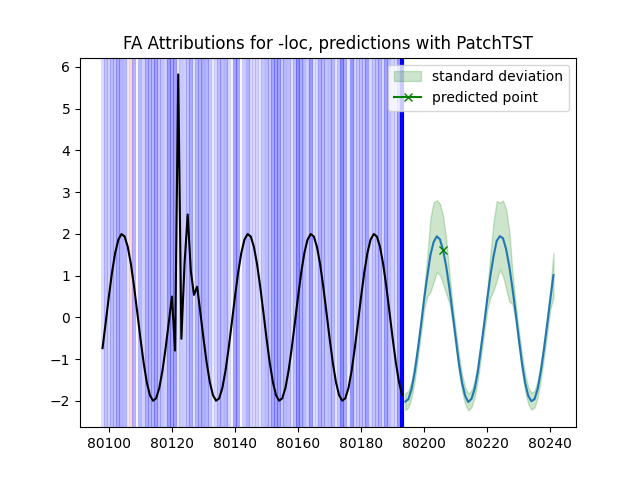 FA Attributions for -loc, predictions with PatchTST
standard deviation
predicted point
6
5
4
3
2
1
0
−1
−2
80100 80120 80140 80160 80180 80200 80220 80240